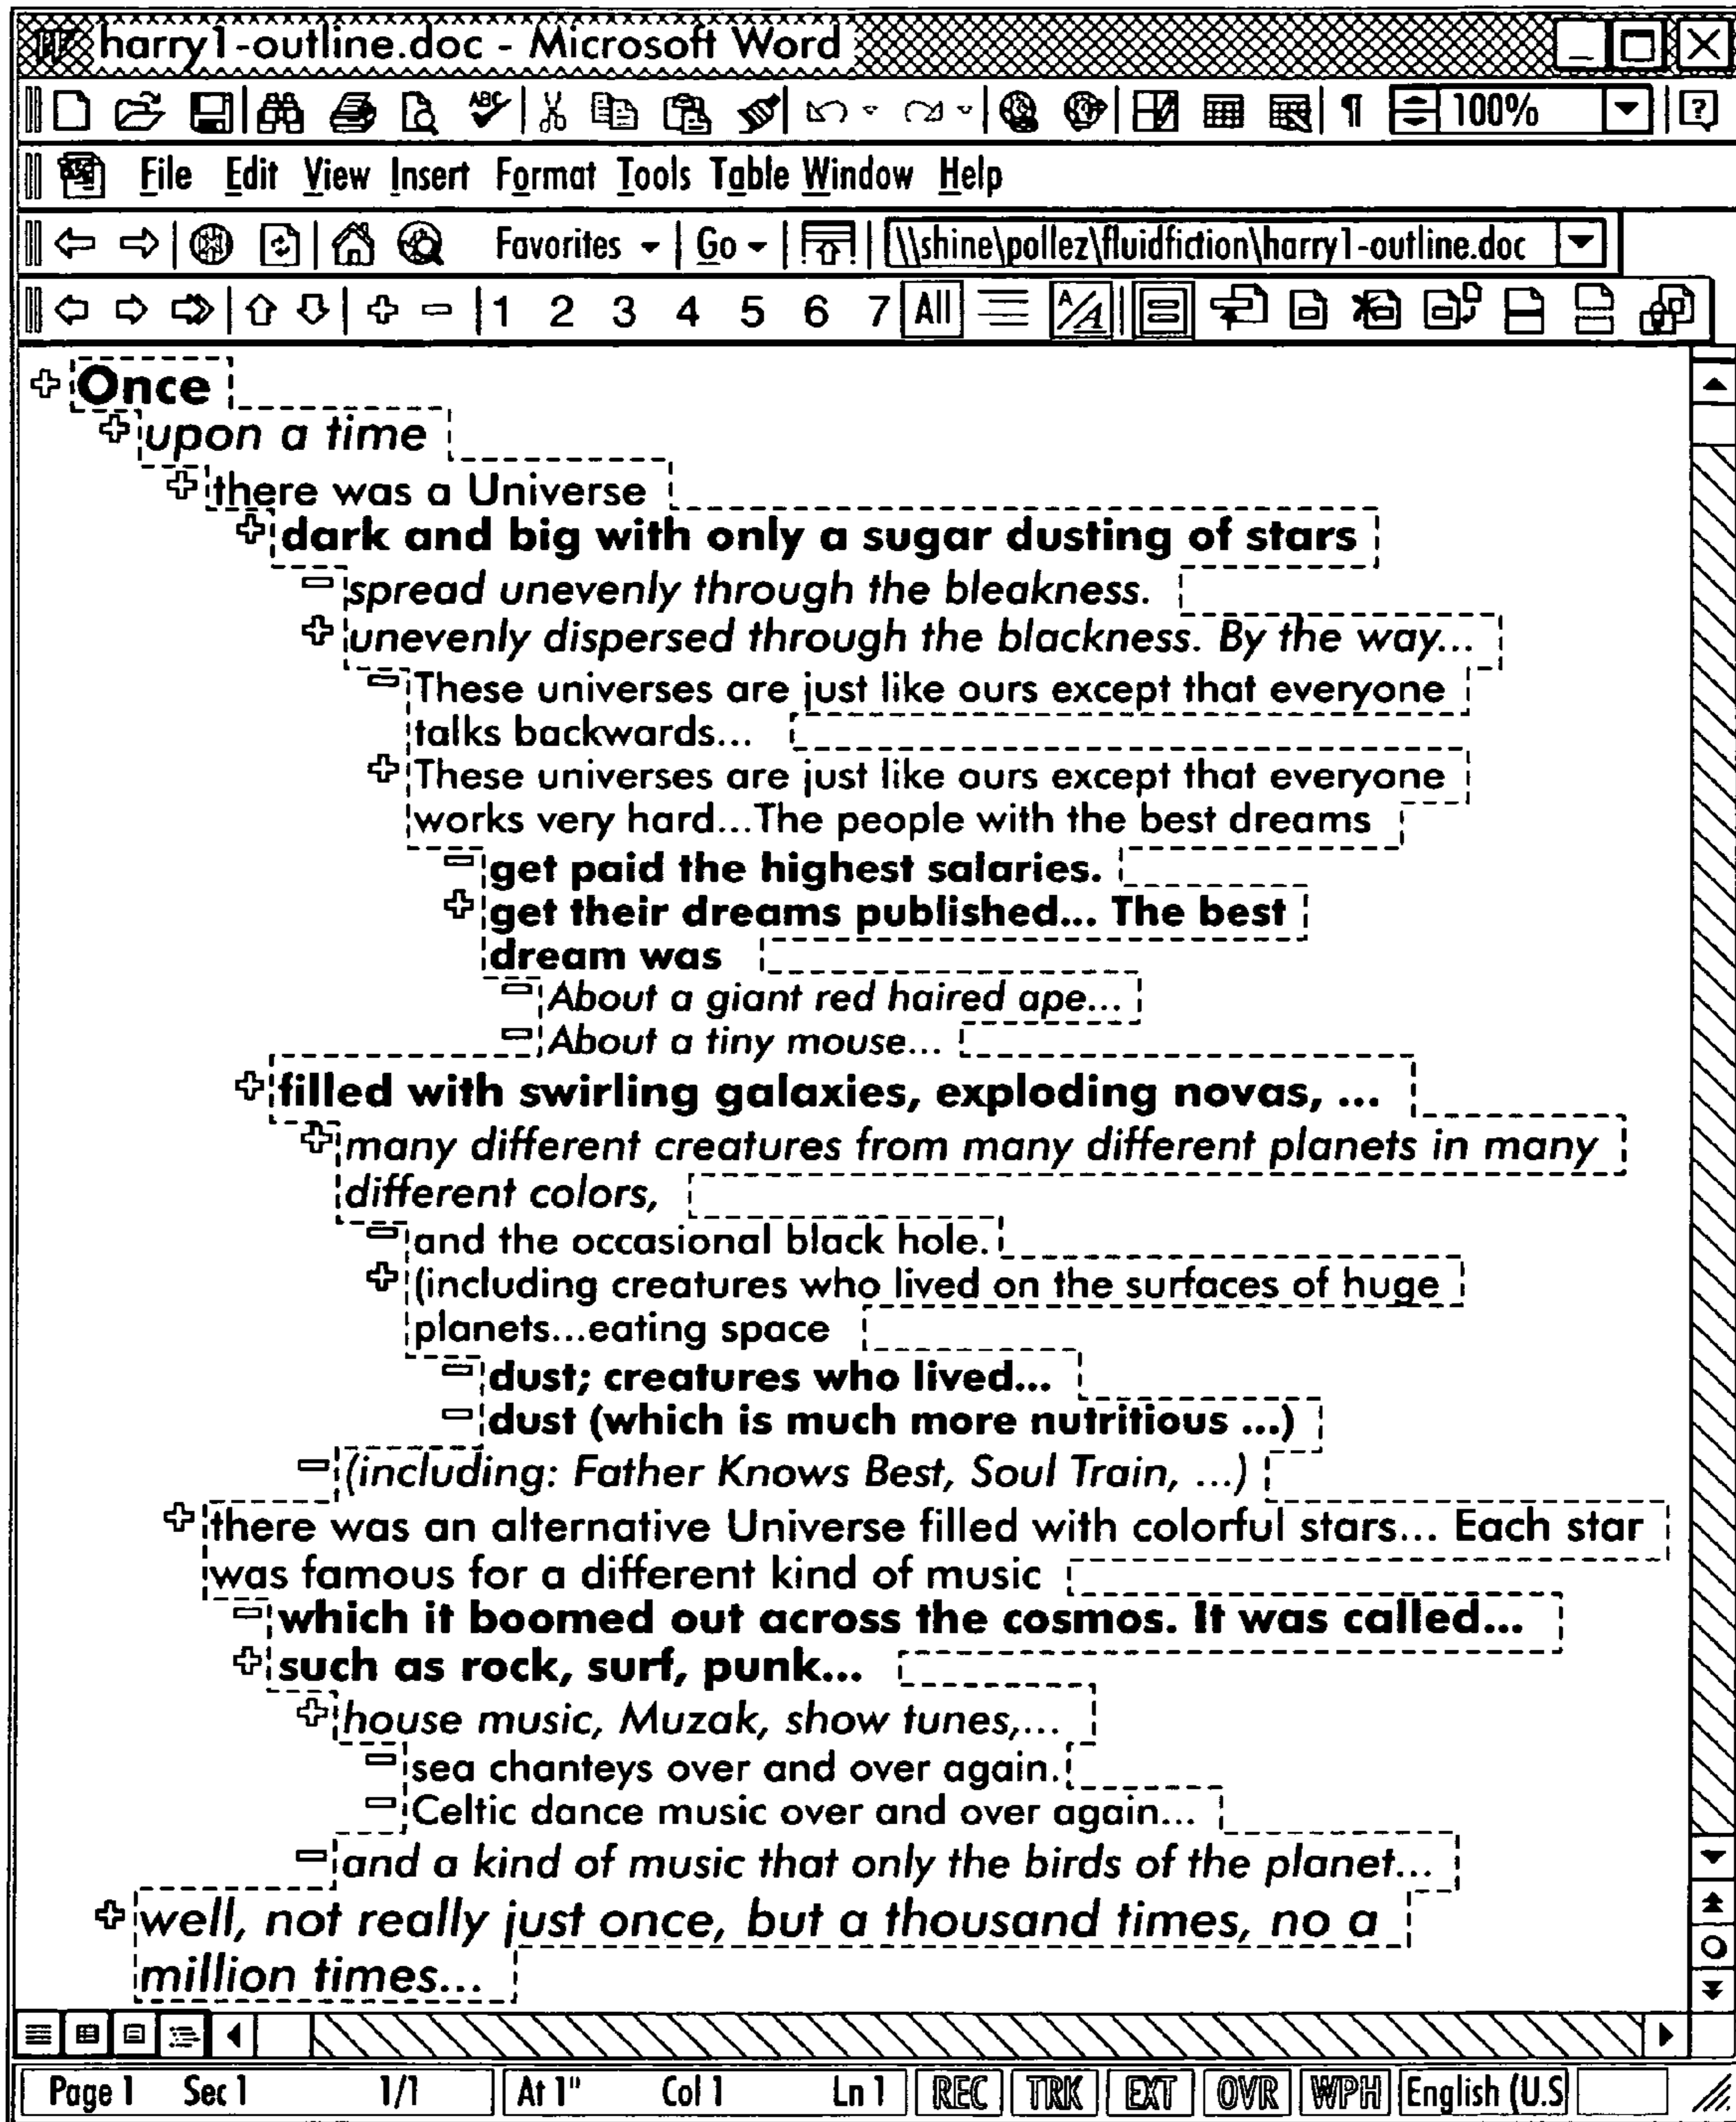 harry1-outline.doc - Microsoft Word
ABC ¶ 100% ?
File Edit View Insert Format Tools Table Window Help
Favorites Go \\shine\pollez\fluidfiction\harry1-outline.doc
1 2 3 4 5 6 7 All A/A
Once
upon a time
there was a Universe
dark and big with only a sugar dusting of stars
spread unevenly through the bleakness.
unevenly dispersed through the blackness. By the way...
These universes are just like ours except that everyone
talks backwards...
These universes are just like ours except that everyone
works very hard...The people with the best dreams
get paid the highest salaries.
get their dreams published... The best
dream was
About a giant red haired ape...
About a tiny mouse...
filled with swirling galaxies, exploding novas, ...
many different creatures from many different planets in many
different colors,
and the occasional black hole.
(including creatures who lived on the surfaces of huge
planets...eating space
dust; creatures who lived...
dust (which is much more nutritious ...)
(including: Father Knows Best, Soul Train, ...)
there was an alternative Universe filled with colorful stars... Each star
was famous for a different kind of music
which it boomed out across the cosmos. It was called...
such as rock, surf, punk...
house music, Muzak, show tunes,...
sea chanteys over and over again.
Celtic dance music over and over again...
and a kind of music that only the birds of the planet...
well, not really just once, but a thousand times, no a
million times...
Page 1 Sec 1 1/1 At 1" Col 1 Ln 1 REC TRK EXT OVR WPH English (U.S